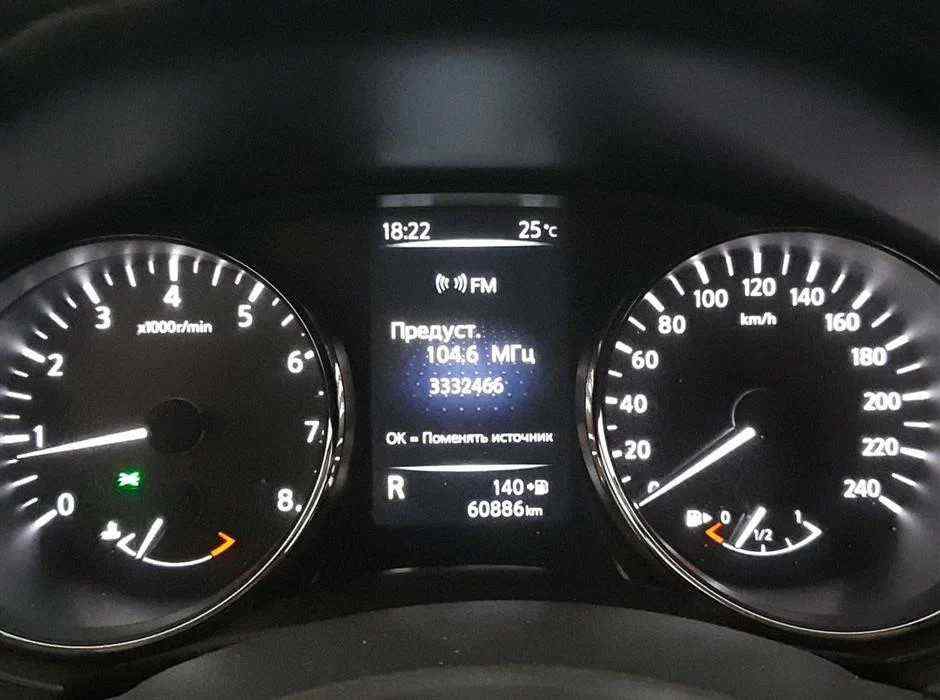 18:22 25°C
FM
Предуст.
104.6 МГц
3332466
OK = Поменять источник
R 140
60886km
0 1 2 3 4 5 6 7 8
x1000r/min
0 20 40 60 80 100 120 140 160 180 200 220 240
km/h
0 1/2 1